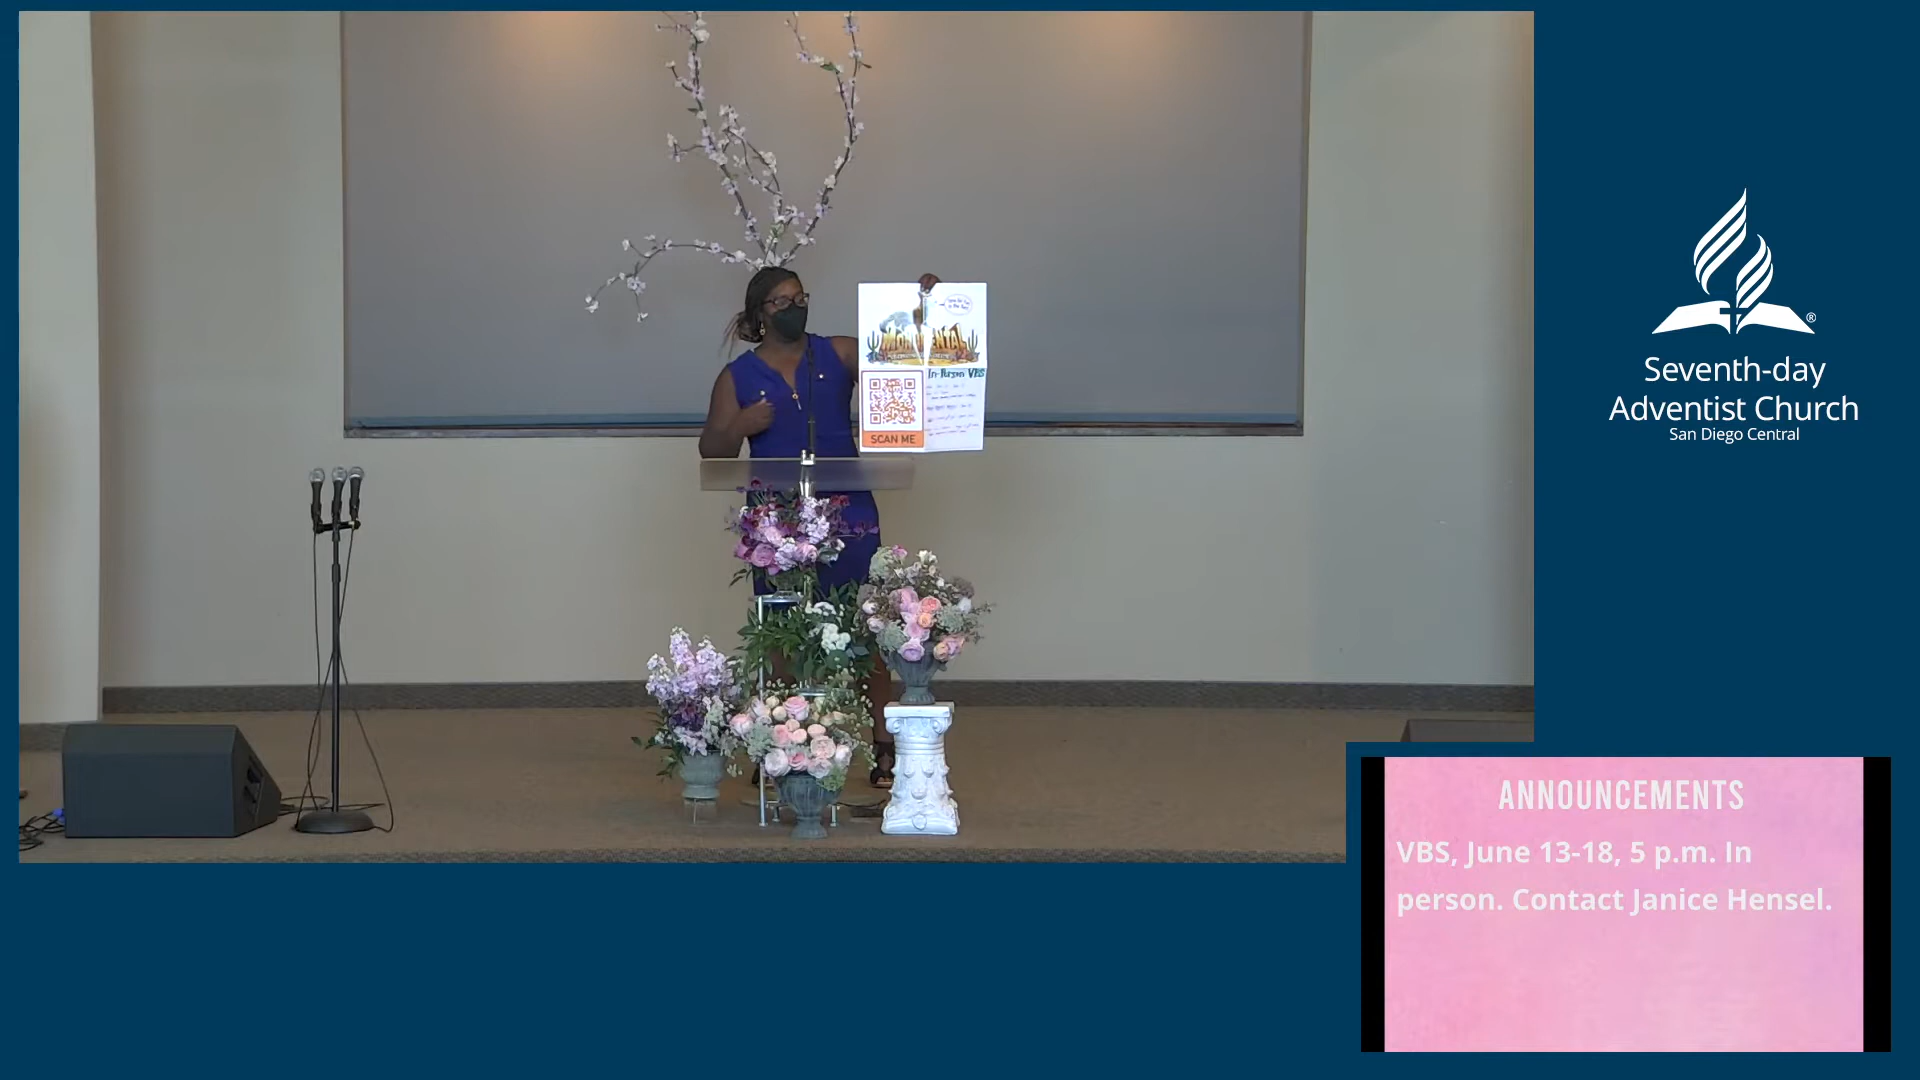 MONUMENTAL
In-Person VBS
SCAN ME
Seventh-day
Adventist Church
San Diego Central
®
ANNOUNCEMENTS
VBS, June 13-18, 5 p.m. In
person. Contact Janice Hensel.